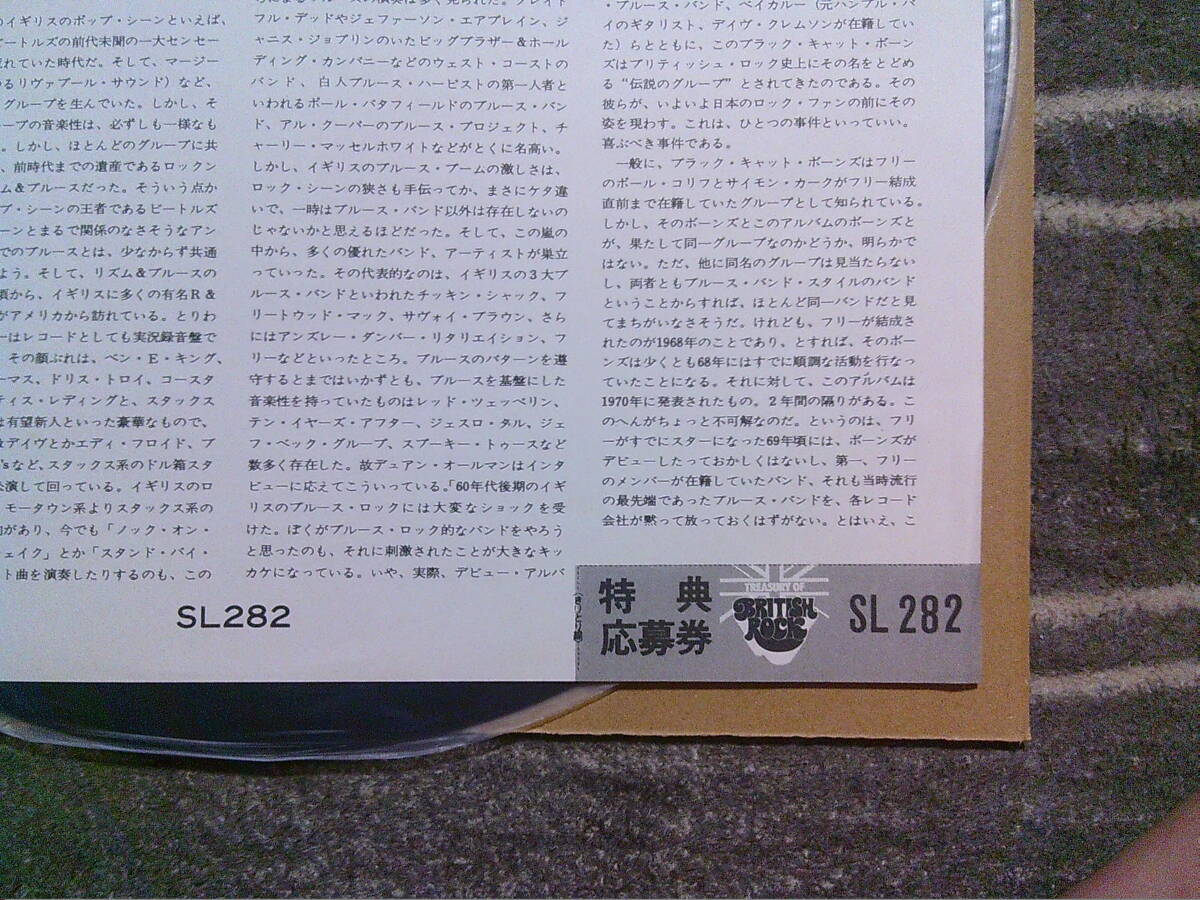 のイギリスのポップ・シーンといえば、
ビートルズの前代未聞の一大センセー
れていた時代だ。そして、マージー
るリヴァプール・サウンド）など、
グループを生んでいた。しかし、そ
ープの音楽性は、必ずしも一様なも
。しかし、ほとんどのグループに共
、前時代までの遺産であるロックン
ム＆ブルースだった。そういう点か
プ・シーンの王者であるビートルズ
ーンとまるで関係のなさそうなアン
でのブルースとは、少なからず共通
よう。そして、リズム＆ブルースの
頃から、イギリスに多くの有名R＆
がアメリカから訪れている。とりわ
ーはレコードとしても実況録音盤で
。その顔ぶれは、ベン・E・キング、
ーマス、ドリス・トロイ、コースタ
ティス・レディングと、スタックス
は有望新人といった豪華なもので、
デイヴとかエディ・フロイド、ブ
'sなど、スタックス系のドル箱スタ
公演して回っている。イギリスのロ
モータウン系よりスタックス系の
向があり、今でも「ノック・オン・
ェイク」とか「スタンド・バイ・
ト曲を演奏したりするのも、この
SL282
フル・デッドやジェファーソン・エアプレイン、ジ
ャニス・ジョプリンのいたビッグブラザー＆ホール
ディング・カンパニーなどのウェスト・コーストの
バンド、白人ブルース・ハーピストの第一人者と
いわれるポール・バタフィールドのブルース・バン
ド、アル・クーパーのブルース・プロジェクト、チ
ャーリー・マッセルホワイトなどがとくに名高い。
しかし、イギリスのブルース・ブームの激しさは、
ロック・シーンの狭さも手伝ってか、まさにケタ違
いで、一時はブルース・バンド以外は存在しないの
じゃないかと思えるほどだった。そして、この嵐の
中から、多くの優れたバンド、アーティストが巣立
っていった。その代表的なのは、イギリスの3大ブ
ルース・バンドといわれたチッキン・シャック、フ
リートウッド・マック、サヴォイ・ブラウン、さら
にはアンズレー・ダンバー・リタリエイション、フ
リーなどといったところ。ブルースのパターンを遵
守するとまではいかずとも、ブルースを基盤にした
音楽性を持っていたものはレッド・ツェッペリン、
テン・イヤーズ・アフター、ジェスロ・タル、ジェ
フ・ベック・グループ、スプーキー・トゥースなど
数多く存在した。故デュアン・オールマンはインタ
ビューに応えてこういっている。「60年代後期のイギ
リスのブルース・ロックには大変なショックを受
けた。ぼくがブルース・ロック的なバンドをやろう
と思ったのも、それに刺激されたことが大きなキッ
カケになっている。いや、実際、デビュー・アルバ
・ブルース・バンド、ベイカルー（元ハンブル・パ
イのギタリスト、デイヴ・クレムソンが在籍してい
た）らとともに、このブラック・キャット・ボーン
ズはブリティッシュ・ロック史上にその名をとどめ
る“伝説のグループ”とされてきたのである。その
彼らが、いよいよ日本のロック・ファンの前にその
姿を現わす。これは、ひとつの事件といっていい。
喜ぶべき事件である。
一般に、ブラック・キャット・ボーンズはフリー
のポール・コリフとサイモン・カークがフリー結成
直前まで在籍していたグループとして知られている。
しかし、そのボーンズとこのアルバムのボーンズと
が、果たして同一グループなのかどうか、明らかで
はない。ただ、他に同名のグループは見当たらない
し、両者ともブルース・バンド・スタイルのバンド
ということからすれば、ほとんど同一バンドだと見
てまちがいなさそうだ。けれども、フリーが結成さ
れたのが1968年のことであり、とすれば、そのボー
ンズは少くとも68年にはすでに順調な活動を行なっ
ていたことになる。それに対して、このアルバムは
1970年に発表されたもの。2年間の隔りがある。こ
のへんがちょっと不可解なのだ。というのは、フリ
ーがすでにスターになった69年頃には、ボーンズが
デビューしたっておかしくはないし、第一、フリー
のメンバーが在籍していたバンド、それも当時流行
の最先端であったブルース・バンドを、各レコード
会社が黙って放っておくはずがない。とはいえ、こ
（きりとり線）
特典
応募券
TREASURY OF
BRITISH
ROCK
SL282